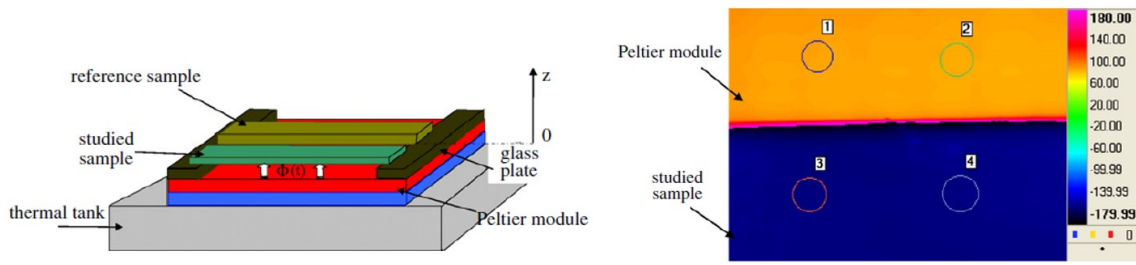 reference sample
studied
sample
thermal tank
Φ(t)
z
0
glass
plate
Peltier module
Peltier module
studied
sample
1
2
3
4
180.00
140.00
100.00
60.00
20.00
-20.00
-60.00
-99.99
-139.99
-179.99
0